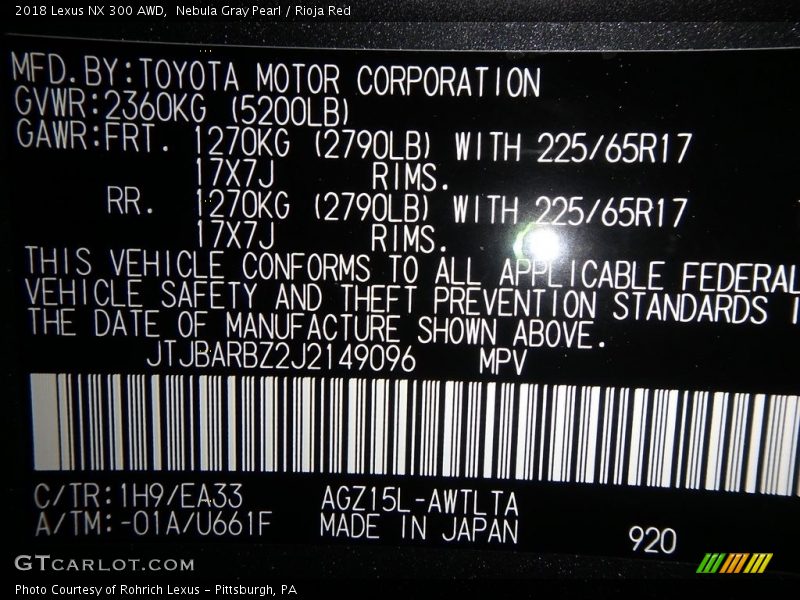 2018 Lexus NX 300 AWD,  Nebula Gray Pearl / Rioja Red
MFD.BY:TOYOTA MOTOR CORPORATION
GVWR:2360KG (5200LB)
GAWR:FRT. 1270KG (2790LB) WITH 225/65R17
17X7J RIMS.
RR. 1270KG (2790LB) WITH 225/65R17
17X7J RIMS.
THIS VEHICLE CONFORMS TO ALL APPLICABLE FEDERAL
VEHICLE SAFETY AND THEFT PREVENTION STANDARDS
THE DATE OF MANUFACTURE SHOWN ABOVE.
JTJBARBZ2J2149096 MPV
C/TR:1H9/EA33 AGZ15L-AWTLTA
A/TM:-01A/U661F MADE IN JAPAN
920
GTCARLOT.COM
Photo Courtesy of Rohrich Lexus - Pittsburgh, PA